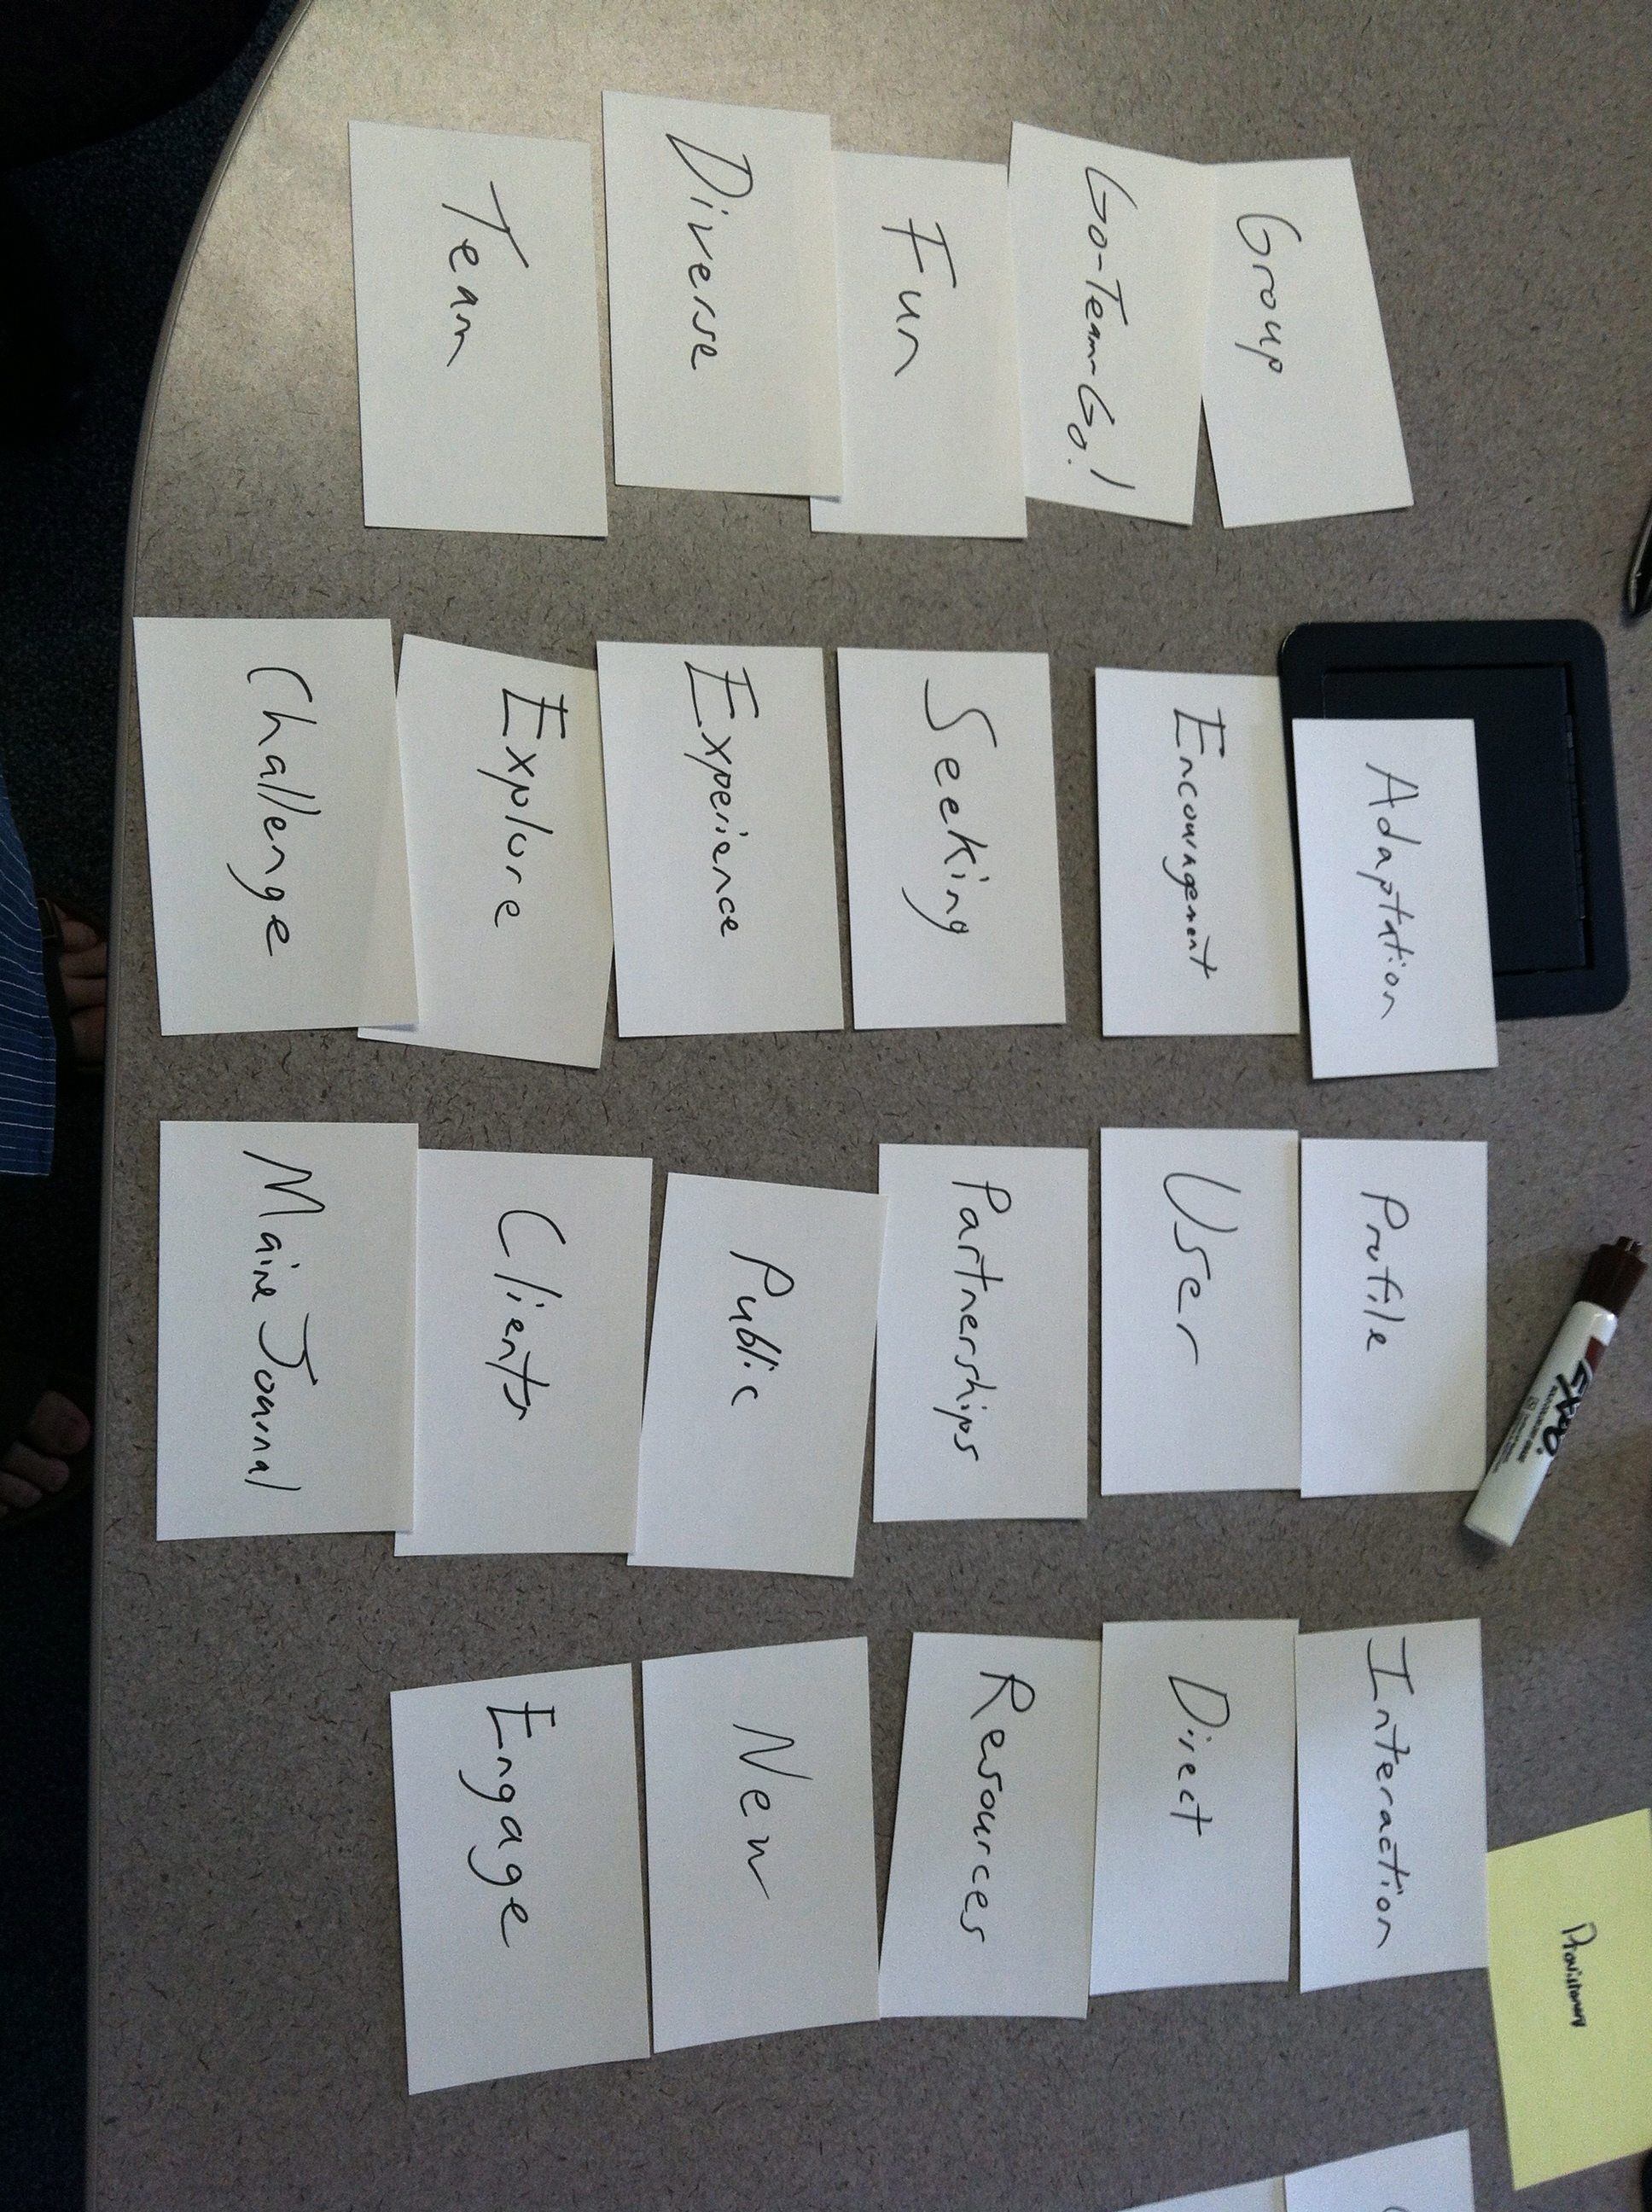 Group
Go-Team-Go!
Fun
Diverse
Team
Adaptation
Encouragement
Seeking
Experience
Explore
Challenge
Profile
User
Partnerships
Public
Clients
Maine Journal
Interaction
Direct
Resources
New
Engage
EXPO